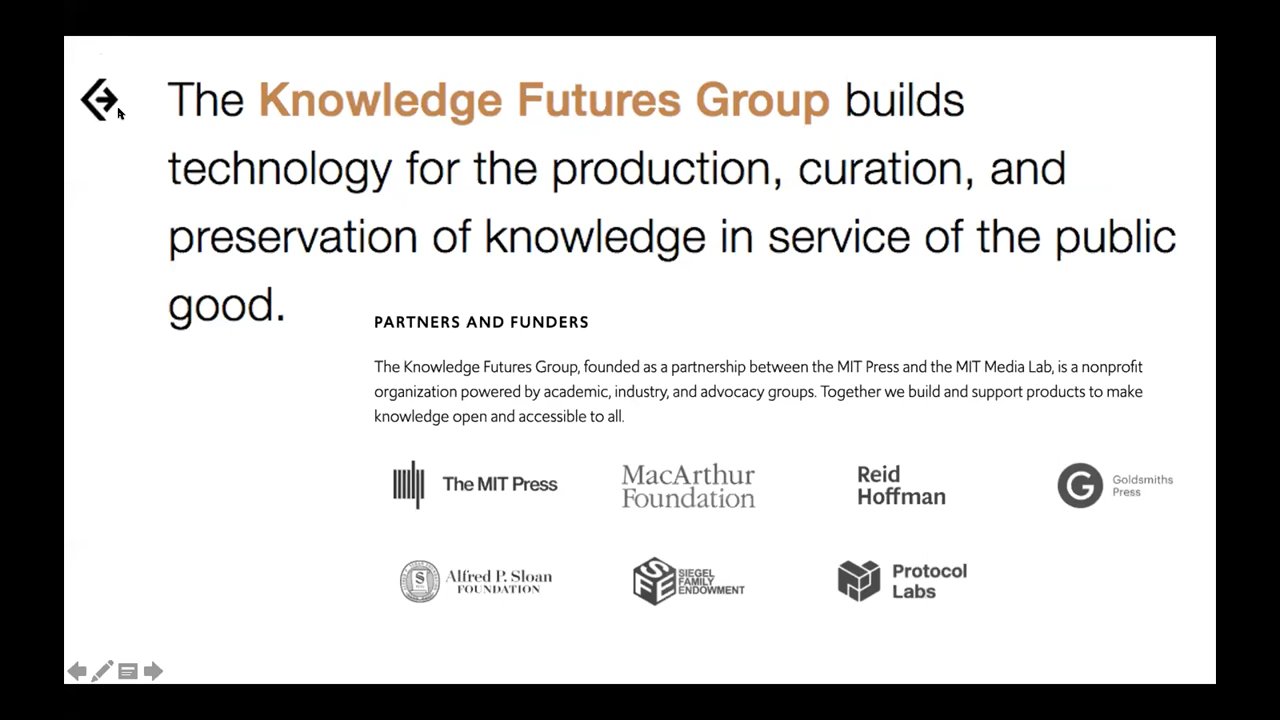 The Knowledge Futures Group builds
technology for the production, curation, and
preservation of knowledge in service of the public
good.
PARTNERS AND FUNDERS
The Knowledge Futures Group, founded as a partnership between the MIT Press and the MIT Media Lab, is a nonprofit
organization powered by academic, industry, and advocacy groups. Together we build and support products to make
knowledge open and accessible to all.
The MIT Press
MacArthur
Foundation
Reid
Hoffman
G
Goldsmiths
Press
Alfred P. Sloan
FOUNDATION
SFE
SIEGEL
FAMILY
ENDOWMENT
Protocol
Labs